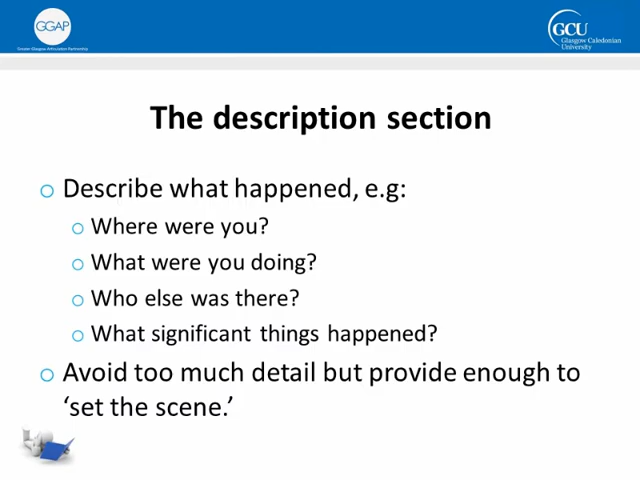 GGAP
Greater Glasgow Articulation Partnership
GCU
Glasgow Caledonian
University
The description section
Describe what happened, e.g:
Where were you?
What were you doing?
Who else was there?
What significant things happened?
Avoid too much detail but provide enough to
‘set the scene.’